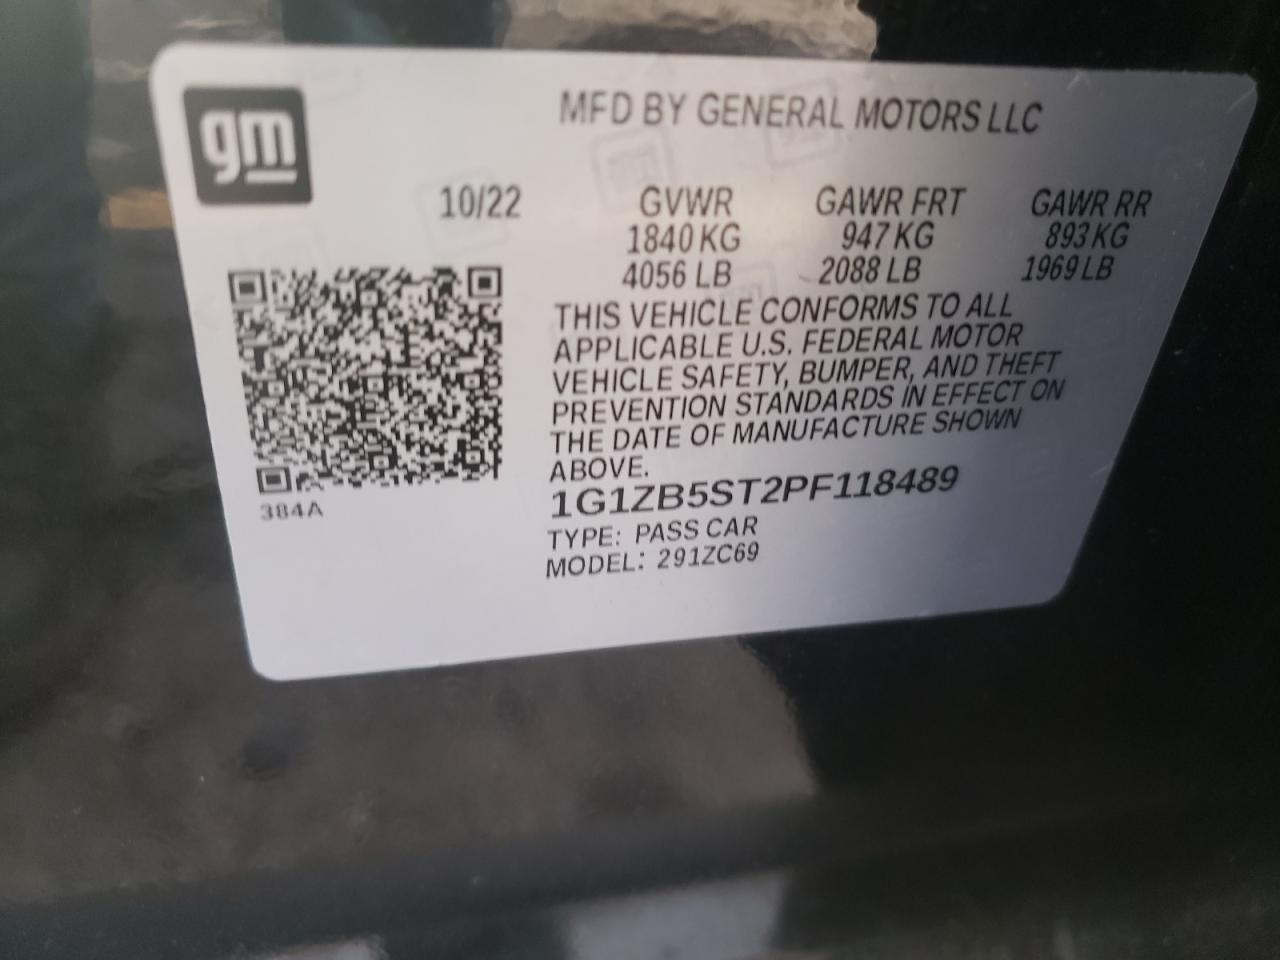 gm
MFD BY GENERAL MOTORS LLC
10/22 GVWR GAWR FRT GAWR RR
1840 KG 947 KG 893 KG
4056 LB 2088 LB 1969 LB
THIS VEHICLE CONFORMS TO ALL
APPLICABLE U.S. FEDERAL MOTOR
VEHICLE SAFETY, BUMPER, AND THEFT
PREVENTION STANDARDS IN EFFECT ON
THE DATE OF MANUFACTURE SHOWN
ABOVE.
1G1ZB5ST2PF118489
TYPE: PASS CAR
MODEL: 291ZC69
384A